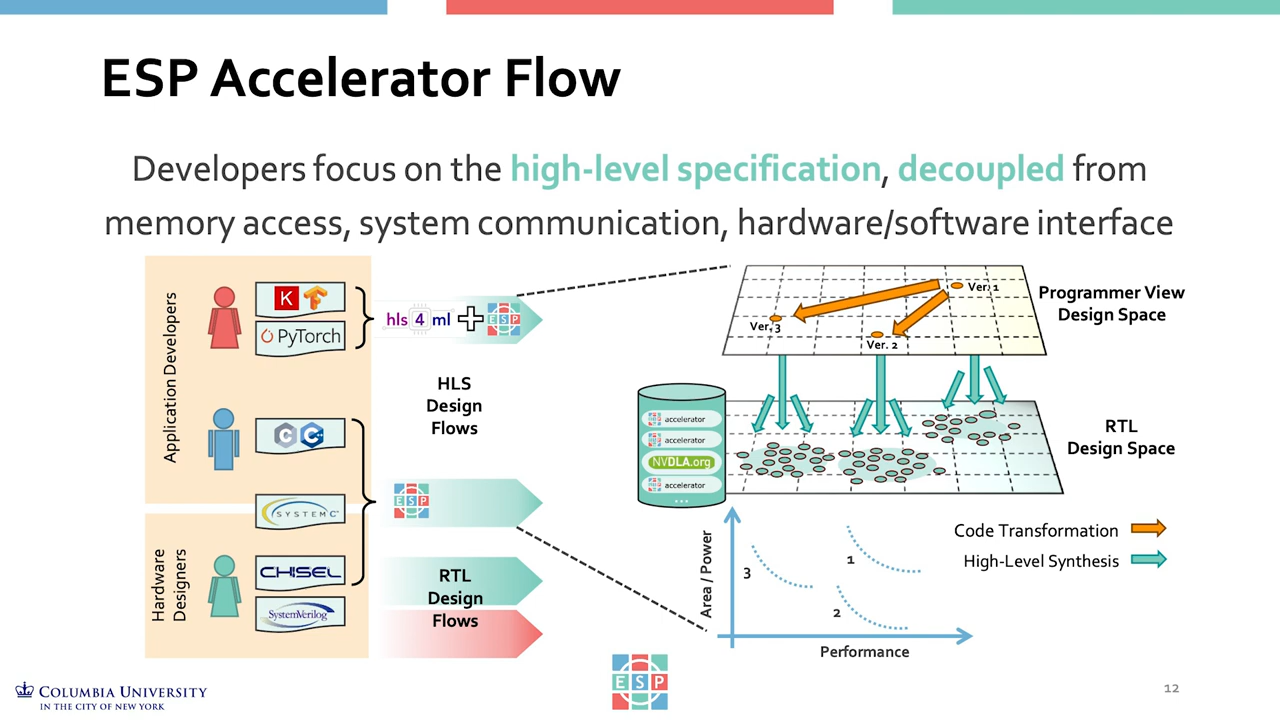 ESP Accelerator Flow
Developers focus on the high-level specification, decoupled from
memory access, system communication, hardware/software interface
Application Developers
K
PyTorch
hls 4 ml
ESP
HLS
Design
Flows
C
C++
SYSTEM C
ESP
Hardware
Designers
CHISEL
SystemVerilog
RTL
Design
Flows
Ver. 1
Ver. 3
Ver. 2
Programmer View
Design Space
accelerator
accelerator
NVDLA.org
accelerator
...
RTL
Design Space
Code Transformation
High-Level Synthesis
Area / Power
3
1
2
Performance
ESP
COLUMBIA UNIVERSITY
IN THE CITY OF NEW YORK
12